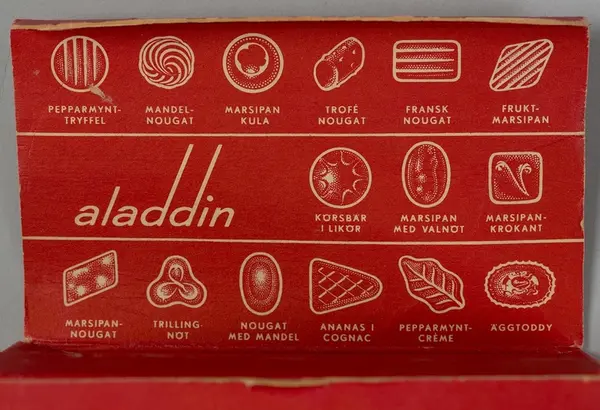 PEPPARMYNT-
TRYFFEL
MANDEL-
NOUGAT
MARSIPAN
KULA
TROFÉ
NOUGAT
FRANSK
NOUGAT
FRUKT-
MARSIPAN
aladdin
KÖRSBÄR
I LIKÖR
MARSIPAN
MED VALNÖT
MARSIPAN-
KROKANT
MARSIPAN-
NOUGAT
TRILLING-
NÖT
NOUGAT
MED MANDEL
ANANAS I
COGNAC
PEPPARMYNT-
CRÈME
ÄGGTODDY